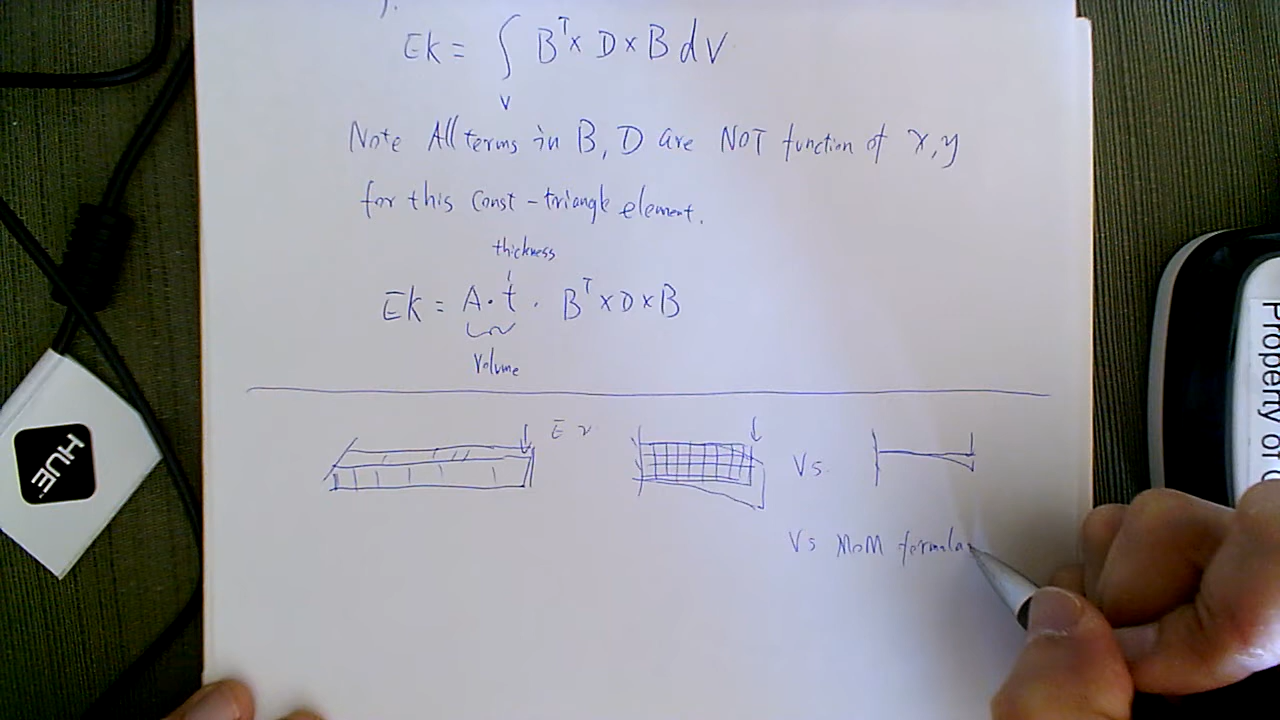 Ek = ∫ Bᵀ × D × B dV
V
Note All terms in B, D are NOT function of x, y
for this Const - triangle element.
thickness
Ek = A · t · Bᵀ × D × B
Volume
E ν
Vs.
Vs MoM formula
HUE
Property of